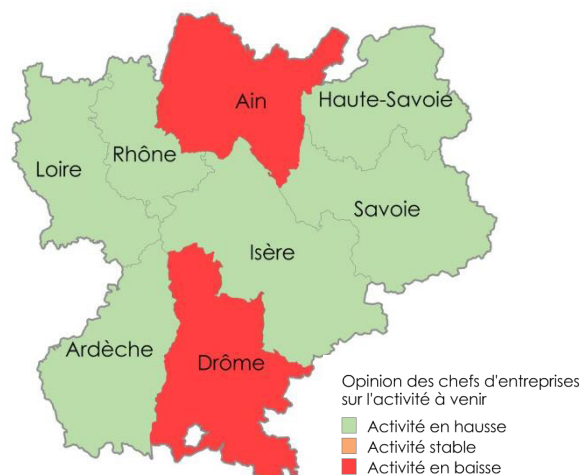 Ain
Haute-Savoie
Rhône
Loire
Savoie
Isère
Ardèche
Drôme
Opinion des chefs d'entreprises
sur l'activité à venir
Activité en hausse
Activité stable
Activité en baisse